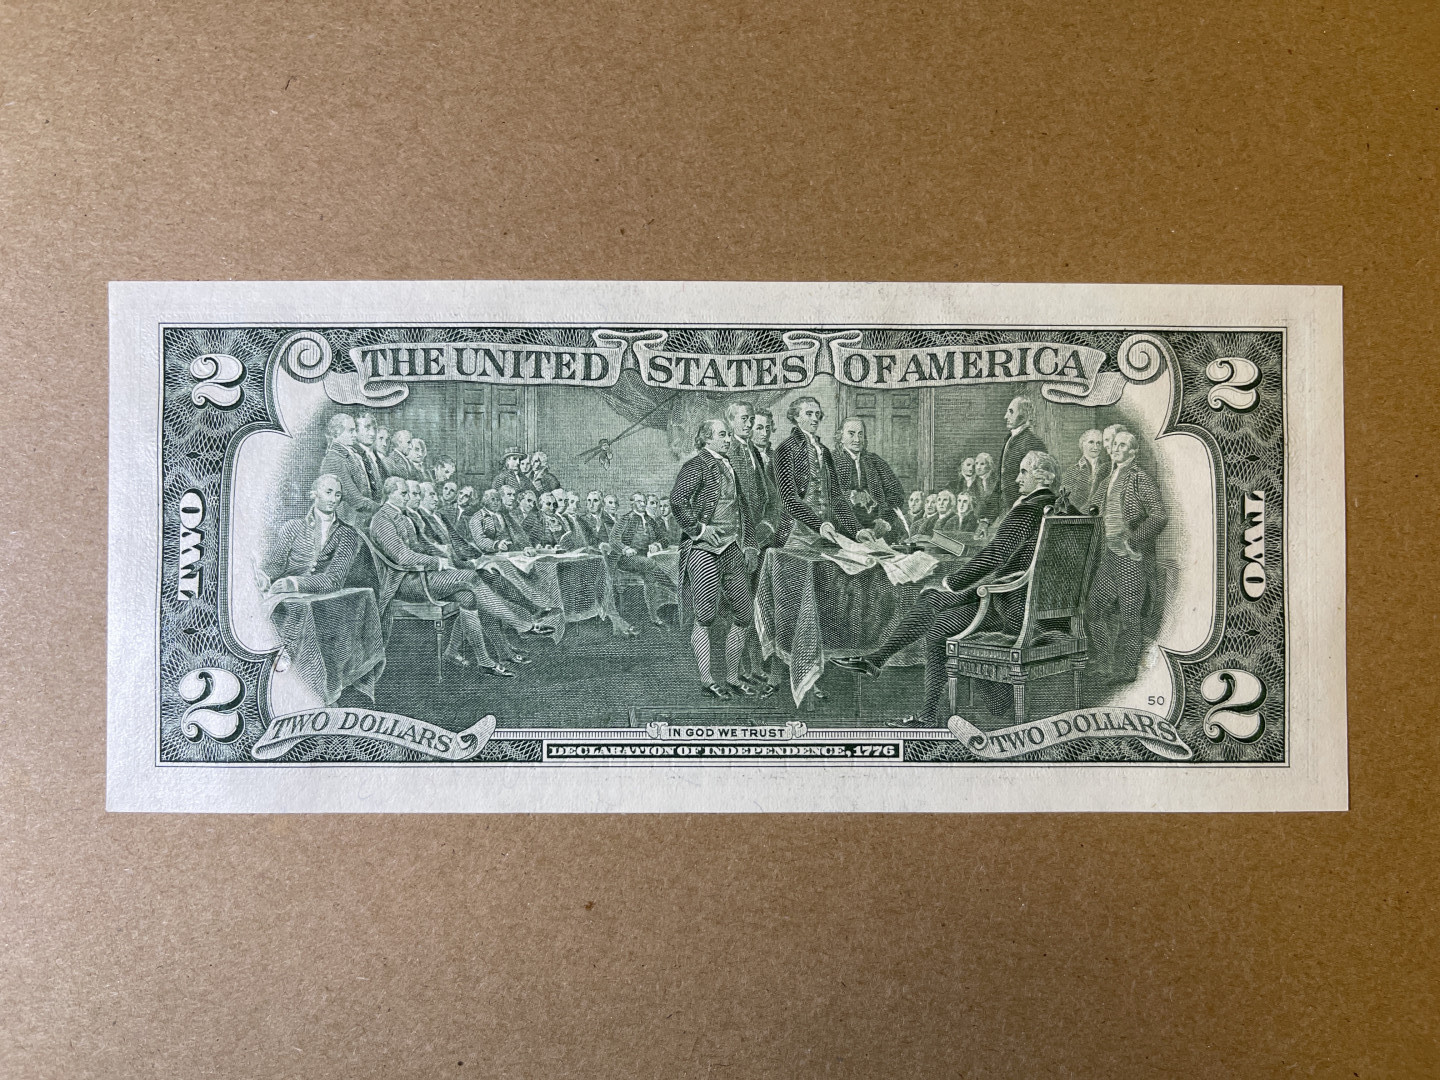 THE UNITED STATES OF AMERICA
2
2
TWO
TWO
2
2
50
TWO DOLLARS
TWO DOLLARS
IN GOD WE TRUST
DECLARATION OF INDEPENDENCE, 1776